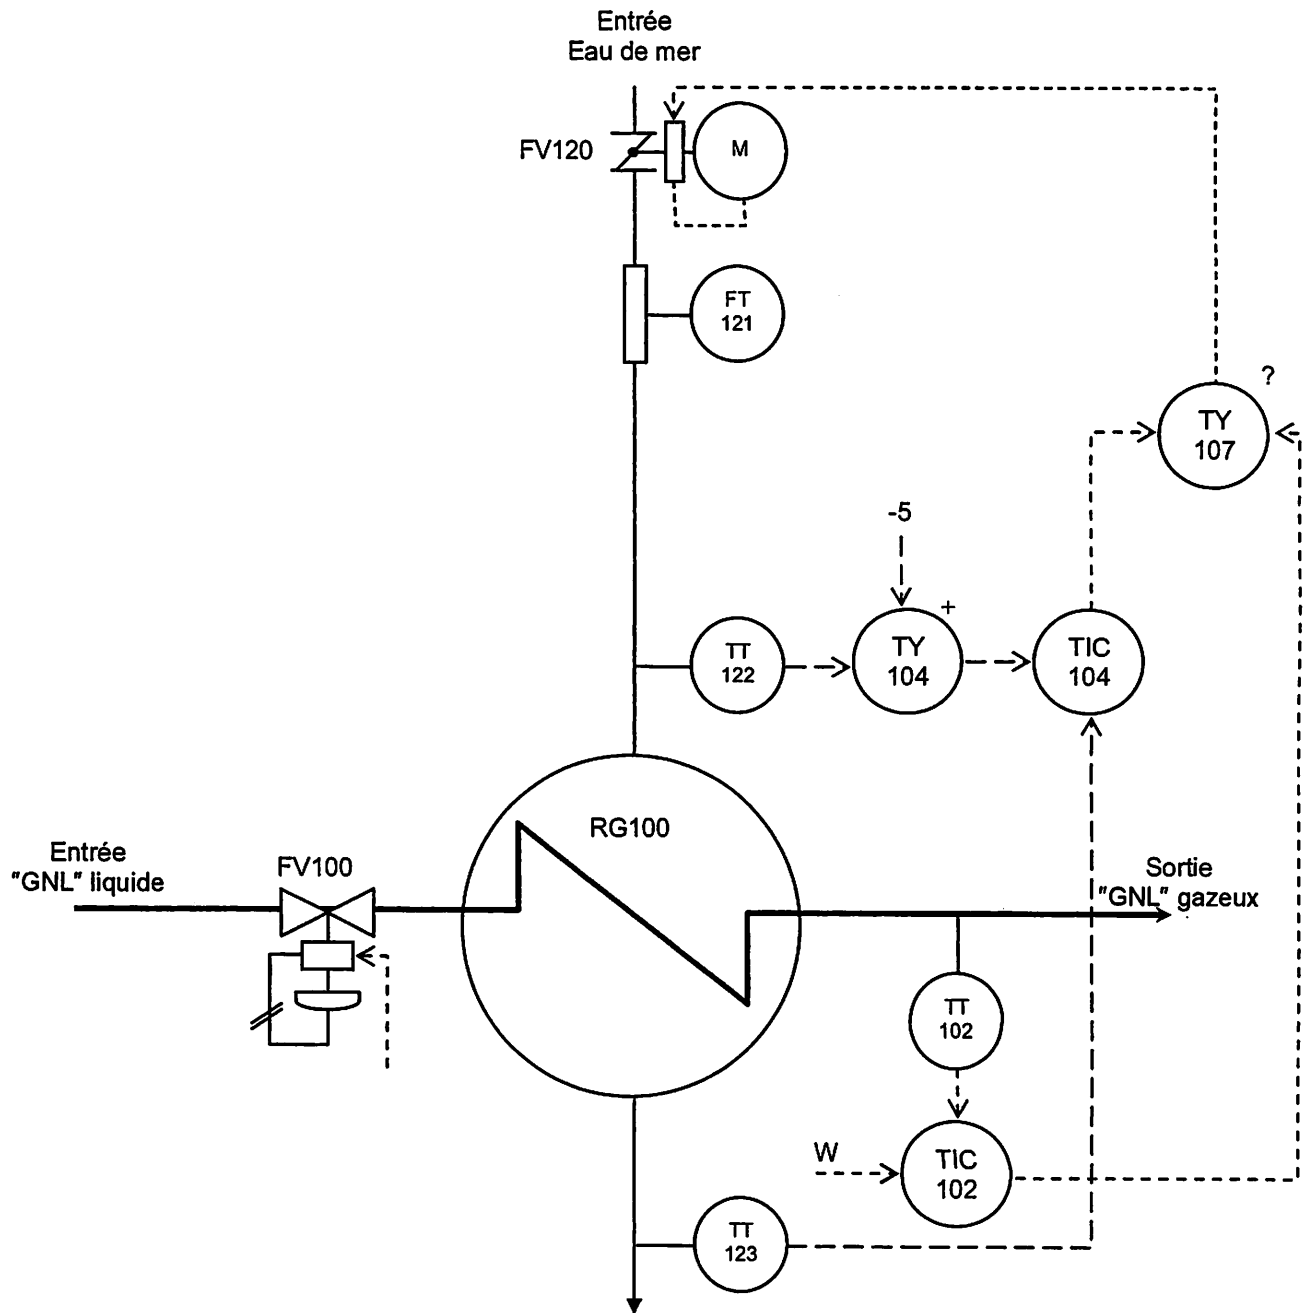 Entrée
Eau de mer
FV120
M
FT
121
?
TY
107
-5
+
TT
122
TY
104
TIC
104
RG100
Entrée
"GNL" liquide
FV100
Sortie
"GNL" gazeux
TT
102
W
TIC
102
TT
123